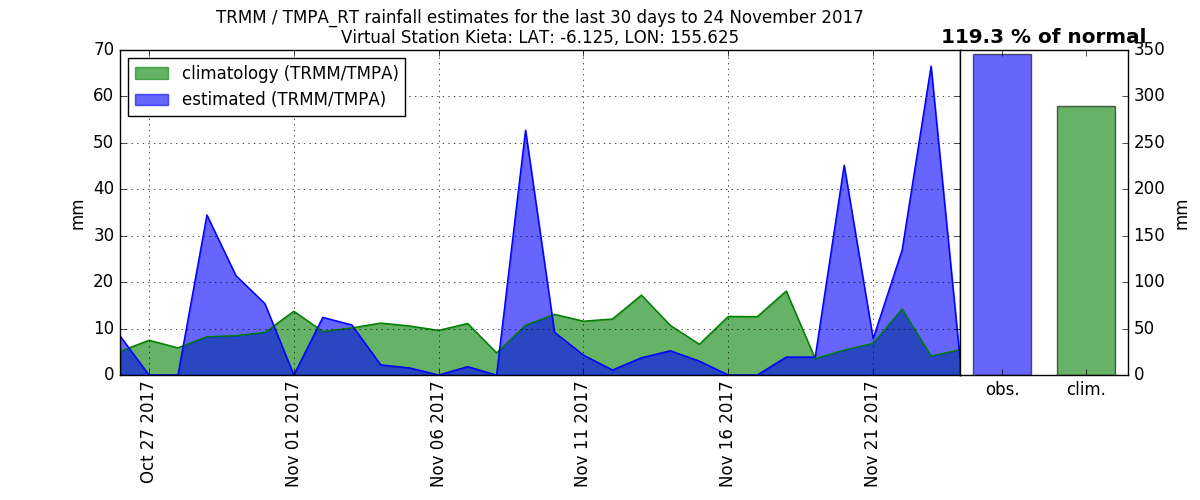 TRMM / TMPA_RT rainfall estimates for the last 30 days to 24 November 2017
Virtual Station Kieta: LAT: -6.125, LON: 155.625
119.3 % of normal
climatology (TRMM/TMPA)
estimated (TRMM/TMPA)
70
60
50
40
30
20
10
0
mm
350
300
250
200
150
100
50
0
mm
Oct 27 2017
Nov 01 2017
Nov 06 2017
Nov 11 2017
Nov 16 2017
Nov 21 2017
obs.
clim.